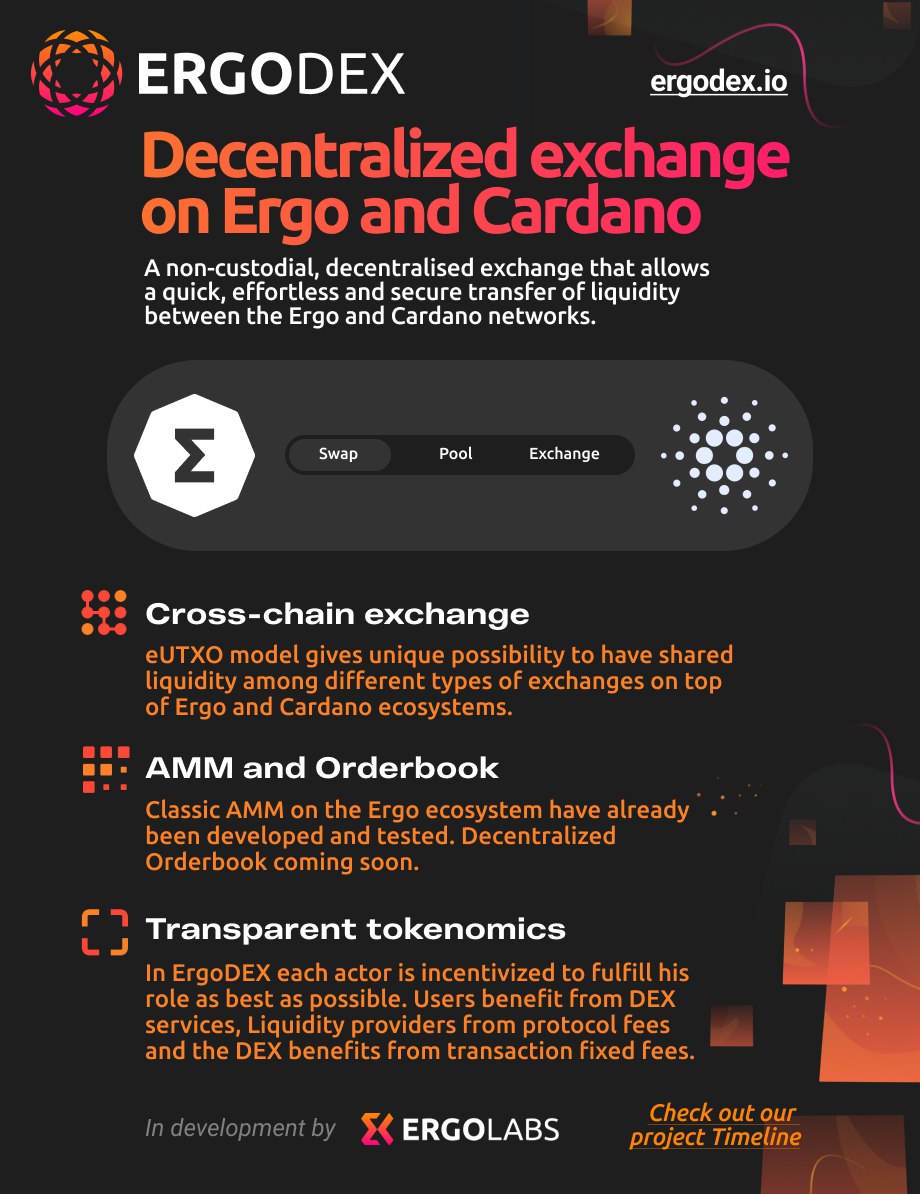 ERGODEX
ergodex.io
Decentralized exchange
on Ergo and Cardano
A non-custodial, decentralised exchange that allows
a quick, effortless and secure transfer of liquidity
between the Ergo and Cardano networks.
Σ
Swap Pool Exchange
Cross-chain exchange
eUTXO model gives unique possibility to have shared
liquidity among different types of exchanges on top
of Ergo and Cardano ecosystems.
AMM and Orderbook
Classic AMM on the Ergo ecosystem have already
been developed and tested. Decentralized
Orderbook coming soon.
Transparent tokenomics
In ErgoDEX each actor is incentivized to fulfill his
role as best as possible. Users benefit from DEX
services, Liquidity providers from protocol fees
and the DEX benefits from transaction fixed fees.
In development by
ERGOLABS
Check out our
project Timeline